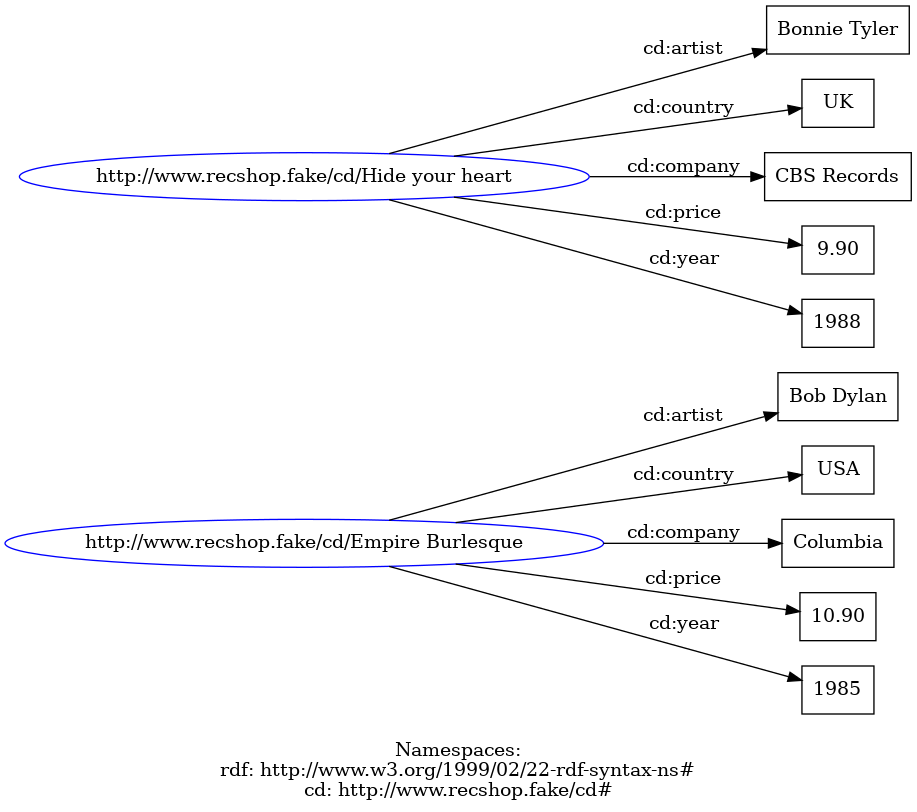 cd:artist
Bonnie Tyler
cd:country
UK
http://www.recshop.fake/cd/Hide your heart
cd:company
CBS Records
cd:price
9.90
cd:year
1988
cd:artist
Bob Dylan
cd:country
USA
http://www.recshop.fake/cd/Empire Burlesque
cd:company
Columbia
cd:price
10.90
cd:year
1985
Namespaces:
rdf: http://www.w3.org/1999/02/22-rdf-syntax-ns#
cd: http://www.recshop.fake/cd#